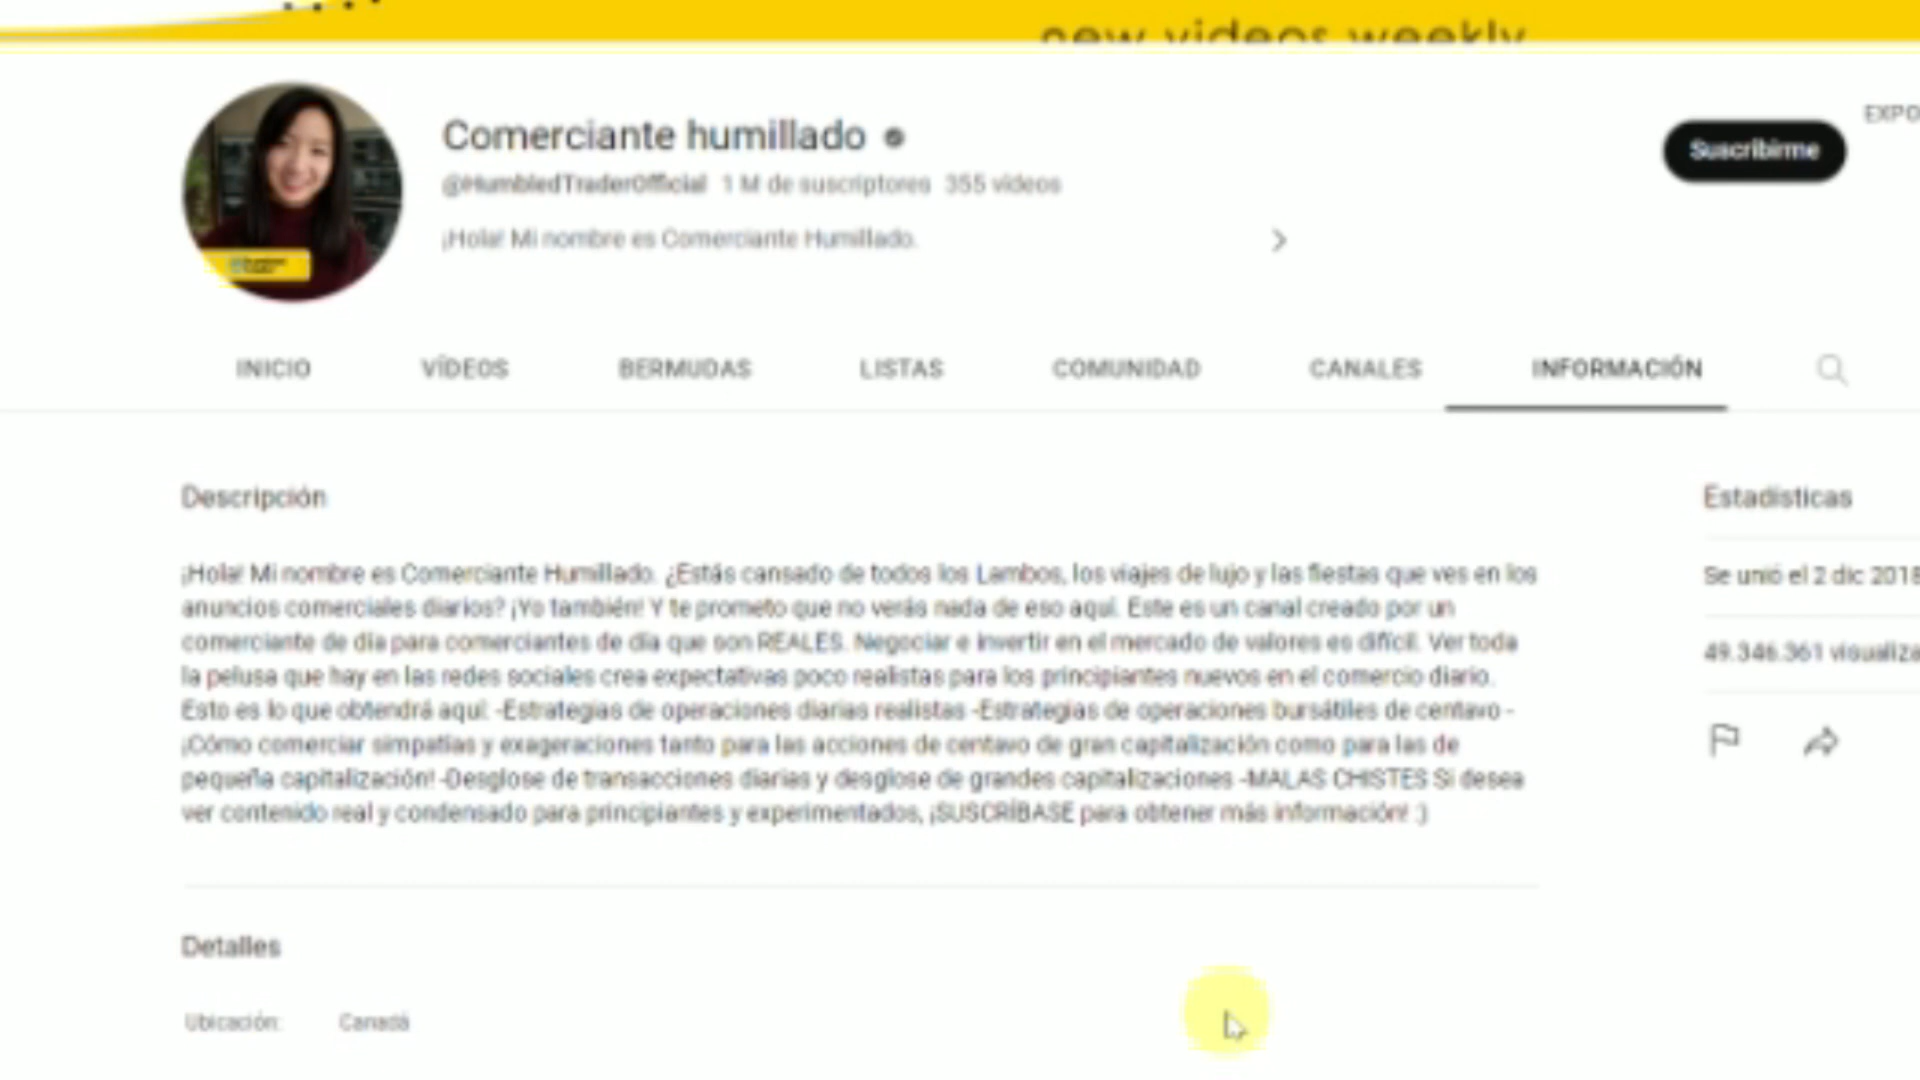 new videos weekly
Comerciante humillado
EXPO
Suscribirme
@HumbledTraderOfficial 1 M de suscriptores 355 vídeos
¡Hola! Mi nombre es Comerciante Humillado.
INICIO VÍDEOS BERMUDAS LISTAS COMUNIDAD CANALES INFORMACIÓN
Descripción
¡Hola! Mi nombre es Comerciante Humillado. ¿Estás cansado de todos los Lambos, los viajes de lujo y las fiestas que ves en los
anuncios comerciales diarios? ¡Yo también! Y te prometo que no verás nada de eso aquí. Este es un canal creado por un
comerciante de día para comerciantes de día que son REALES. Negociar e invertir en el mercado de valores es difícil. Ver toda
la pelusa que hay en las redes sociales crea expectativas poco realistas para los principiantes nuevos en el comercio diario.
Esto es lo que obtendrá aquí: -Estrategias de operaciones diarias realistas -Estrategias de operaciones bursátiles de centavo -
¡Cómo comerciar simpatías y exageraciones tanto para las acciones de centavo de gran capitalización como para las de
pequeña capitalización! -Desglose de transacciones diarias y desglose de grandes capitalizaciones -MALAS CHISTES Si desea
ver contenido real y condensado para principiantes y experimentados, ¡SUSCRÍBASE para obtener más información! :)
Estadísticas
Se unió el 2 dic 2018
49.346.361 visualiza
Detalles
Ubicación: Canadá